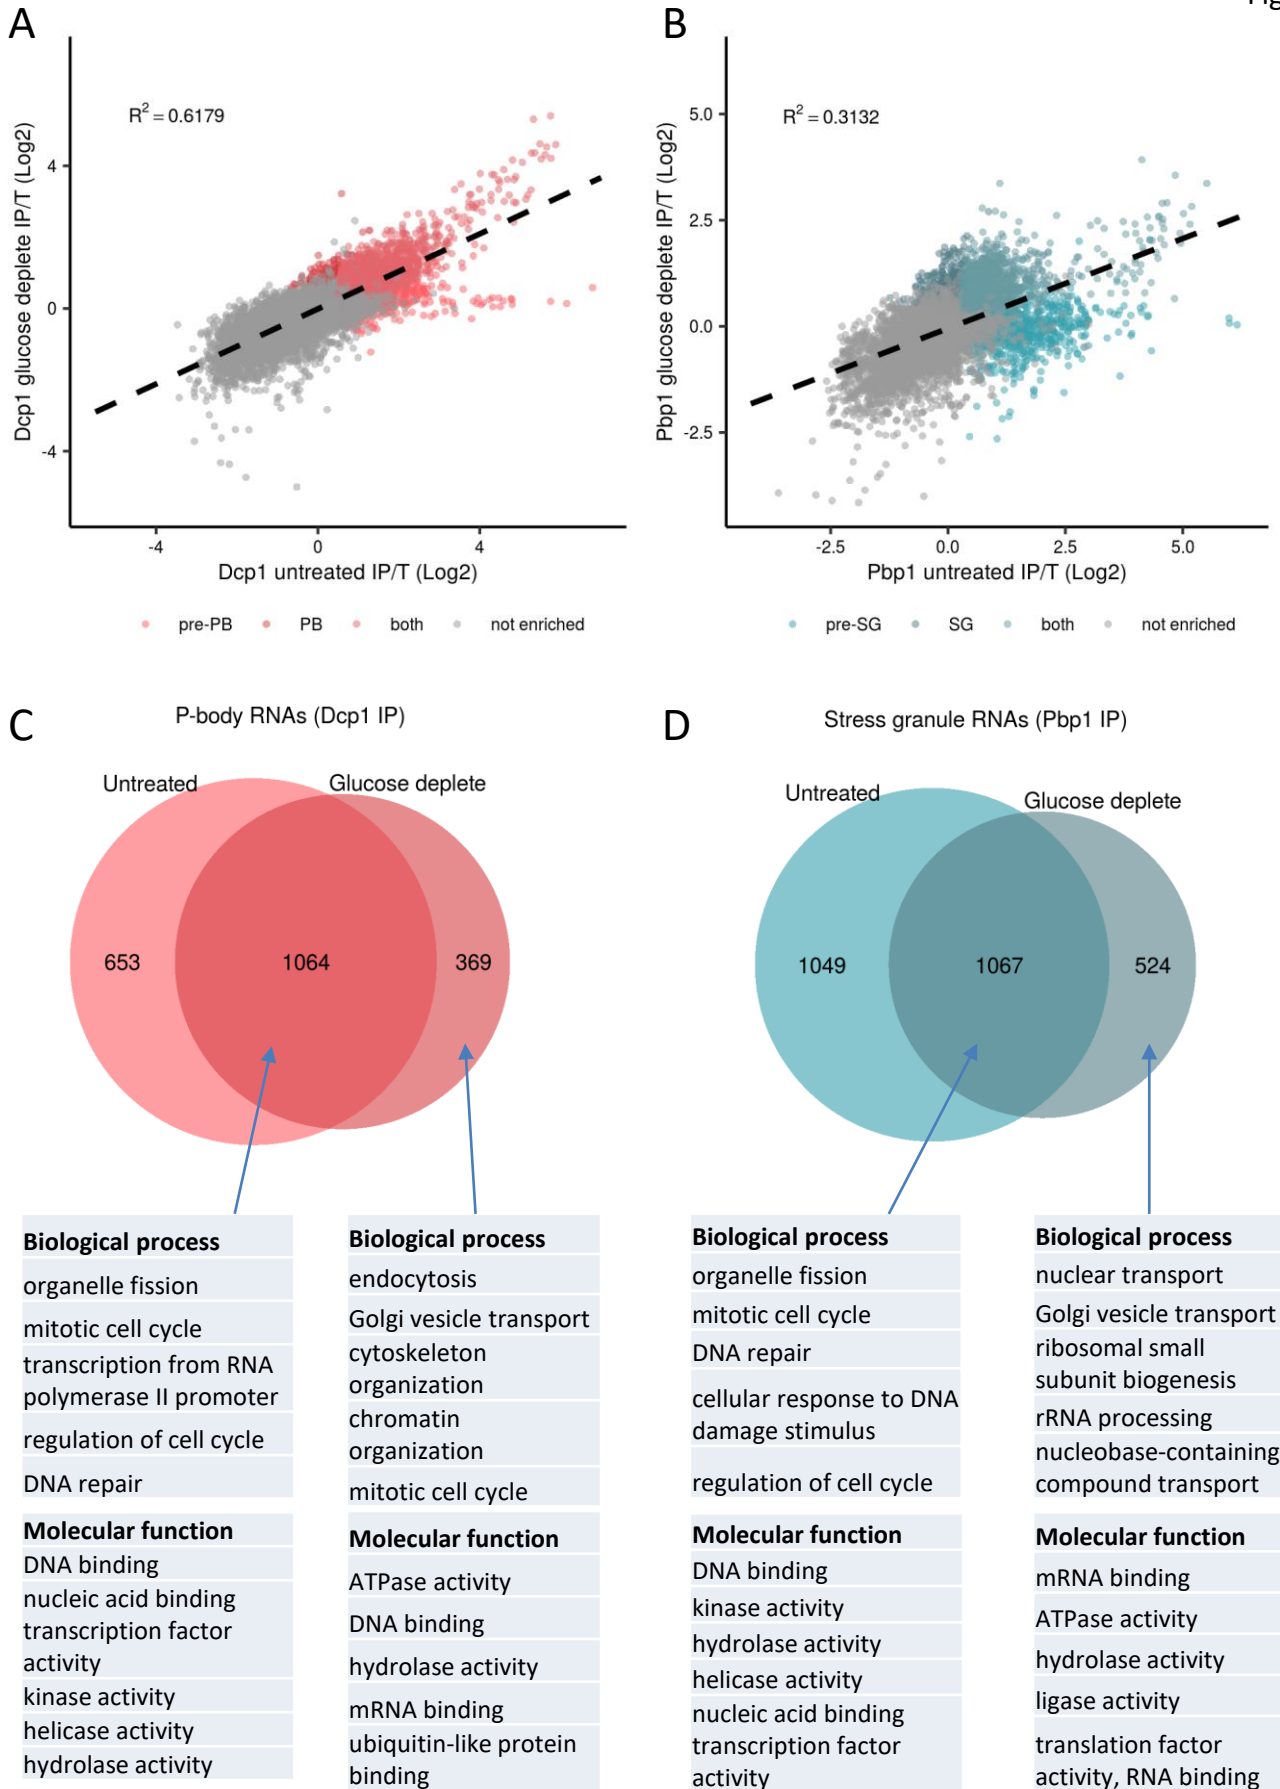 Fig
A
R² = 0.6179
Dcp1 glucose deplete IP/T (Log2)
4
0
-4
-4
0
4
Dcp1 untreated IP/T (Log2)
pre-PB
PB
both
not enriched
B
R² = 0.3132
Pbp1 glucose deplete IP/T (Log2)
5.0
2.5
0.0
-2.5
-2.5
0.0
2.5
5.0
Pbp1 untreated IP/T (Log2)
pre-SG
SG
both
not enriched
C
P-body RNAs (Dcp1 IP)
Untreated
Glucose deplete
653
1064
369
Biological process
organelle fission
mitotic cell cycle
transcription from RNA
polymerase II promoter
regulation of cell cycle
DNA repair
Molecular function
DNA binding
nucleic acid binding
transcription factor
activity
kinase activity
helicase activity
hydrolase activity
Biological process
endocytosis
Golgi vesicle transport
cytoskeleton
organization
chromatin
organization
mitotic cell cycle
Molecular function
ATPase activity
DNA binding
hydrolase activity
mRNA binding
ubiquitin-like protein
binding
D
Stress granule RNAs (Pbp1 IP)
Untreated
Glucose deplete
1049
1067
524
Biological process
organelle fission
mitotic cell cycle
DNA repair
cellular response to DNA
damage stimulus
regulation of cell cycle
Molecular function
DNA binding
kinase activity
hydrolase activity
helicase activity
nucleic acid binding
transcription factor
activity
Biological process
nuclear transport
Golgi vesicle transport
ribosomal small
subunit biogenesis
rRNA processing
nucleobase-containing
compound transport
Molecular function
mRNA binding
ATPase activity
hydrolase activity
ligase activity
translation factor
activity, RNA binding